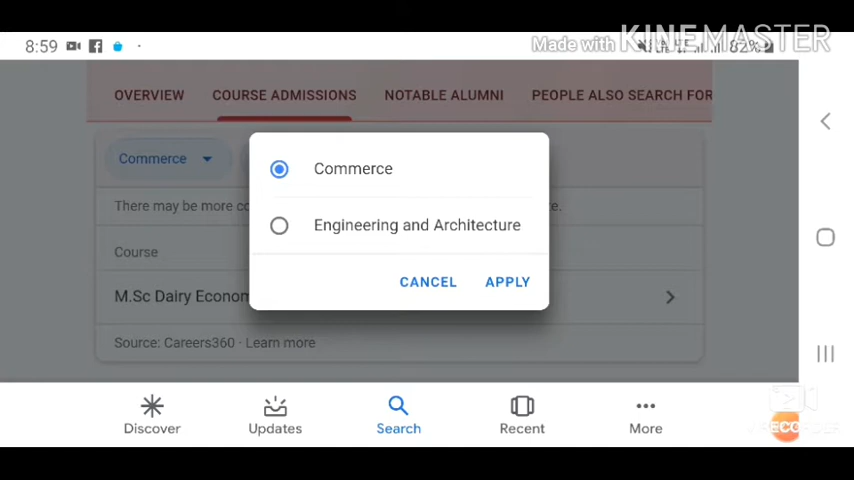 Made with KINEMASTER
8:59
82%
OVERVIEW COURSE ADMISSIONS NOTABLE ALUMNI PEOPLE ALSO SEARCH FOR
Commerce
Commerce
There may be more
Engineering and Architecture
Course
CANCEL APPLY
M.Sc Dairy Econom
Source: Careers360 · Learn more
Discover Updates Search Recent More